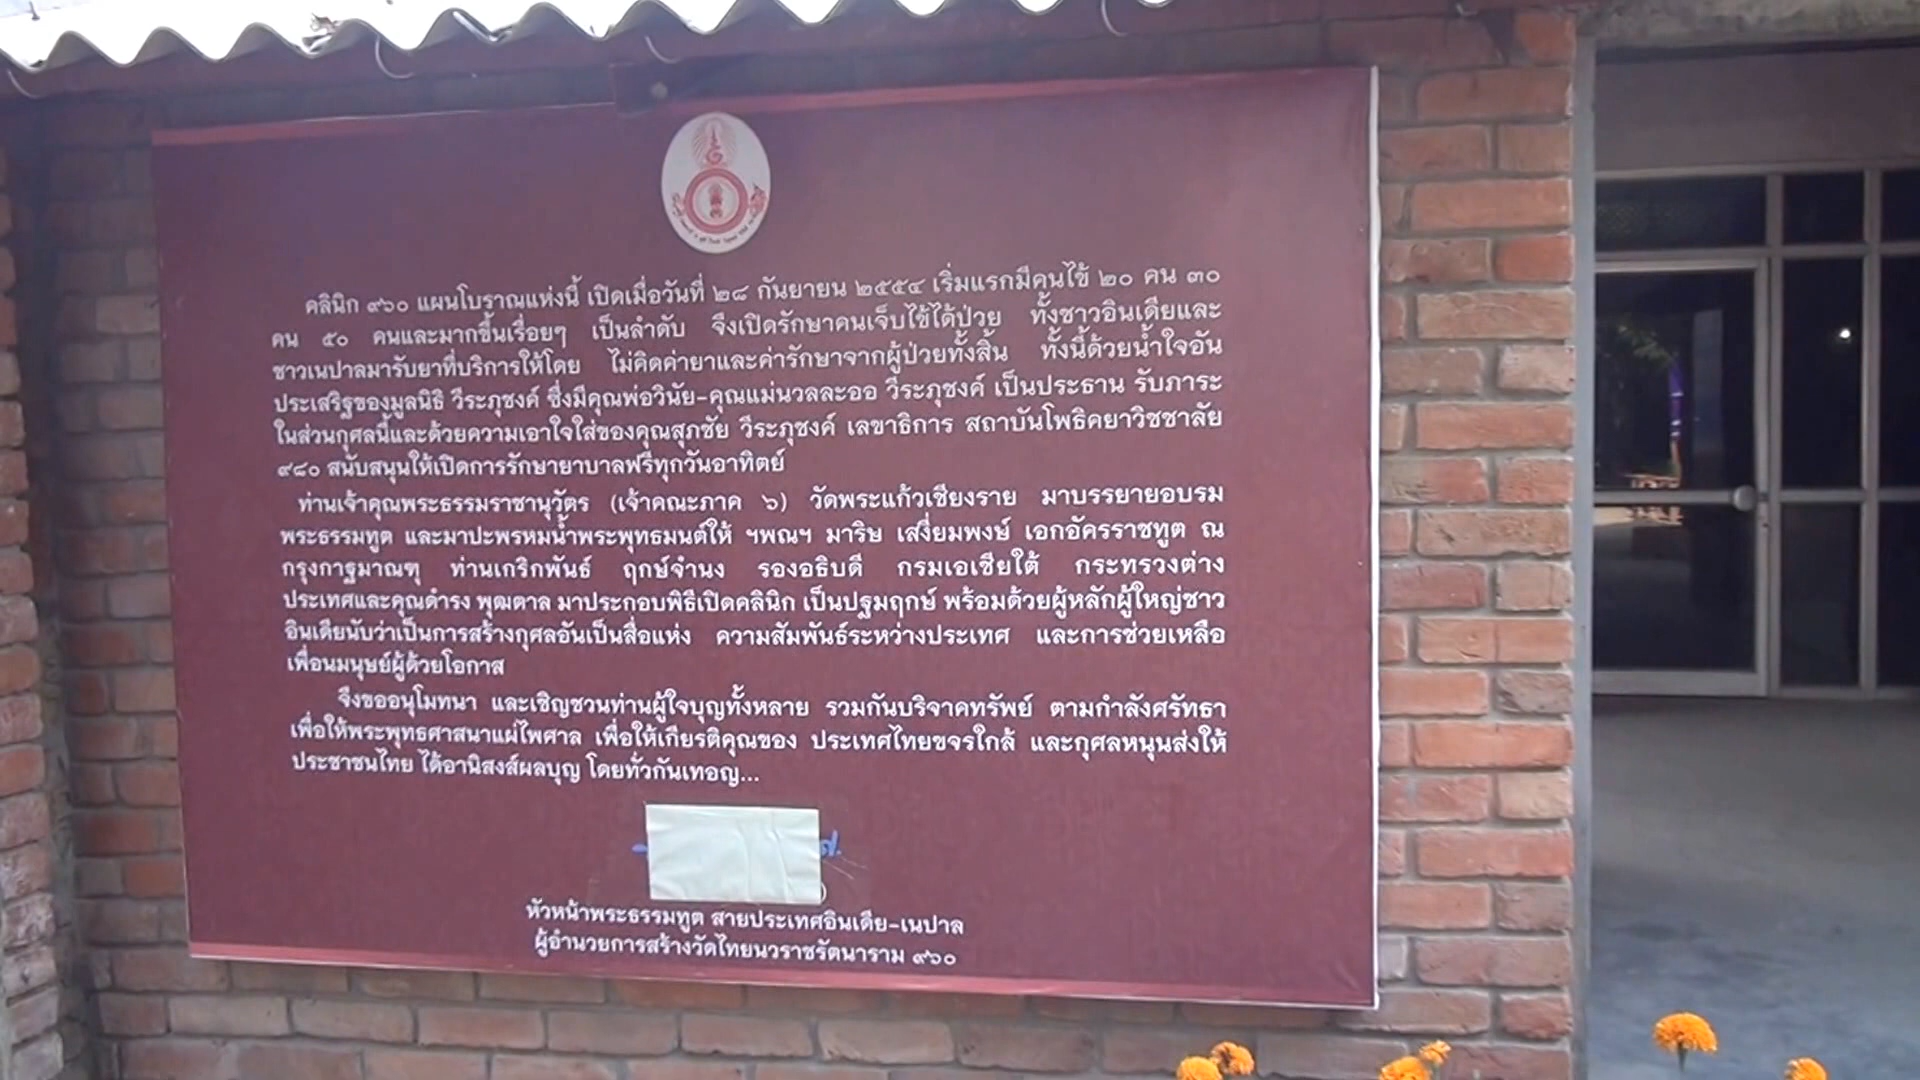 คลินิก ๙๖๐ แผนโบราณแห่งนี้ เปิดเมื่อวันที่ ๒๘ กันยายน ๒๕๕๔ เริ่มแรกมีคนไข้ ๒๐ คน ๓๐
คน ๕๐ คนและมากขึ้นเรื่อยๆ เป็นลำดับ จึงเปิดรักษาคนเจ็บไข้ได้ป่วย ทั้งชาวอินเดียและ
ชาวเนปาลมารับยาที่บริการให้โดย ไม่คิดค่ายาและค่ารักษาจากผู้ป่วยทั้งสิ้น ทั้งนี้ด้วยน้ำใจอัน
ประเสริฐของมูลนิธิ วีระภุชงค์ ซึ่งมีคุณพ่อวินัย-คุณแม่นวลละออ วีระภุชงค์ เป็นประธาน รับภาระ
ในส่วนกุศลนี้และด้วยความเอาใจใส่ของคุณสุภชัย วีระภุชงค์ เลขาธิการ สถาบันโพธิคยาวิชชาลัย
๙๘๐ สนับสนุนให้เปิดการรักษายาบาลฟรีทุกวันอาทิตย์
ท่านเจ้าคุณพระธรรมราชานุวัตร (เจ้าคณะภาค ๖) วัดพระแก้วเชียงราย มาบรรยายอบรม
พระธรรมทูต และมาปะพรหมน้ำพระพุทธมนต์ให้ ฯพณฯ มาริษ เสงี่ยมพงษ์ เอกอัครราชทูต ณ
กรุงกาฐมาณฑุ ท่านเกริกพันธ์ ฤกษ์จำนง รองอธิบดี กรมเอเชียใต้ กระทรวงต่าง
ประเทศและคุณดำรง พุฒตาล มาประกอบพิธีเปิดคลินิก เป็นปฐมฤกษ์ พร้อมด้วยผู้หลักผู้ใหญ่ชาว
อินเดียนับว่าเป็นการสร้างกุศลอันเป็นสื่อแห่ง ความสัมพันธ์ระหว่างประเทศ และการช่วยเหลือ
เพื่อนมนุษย์ผู้ด้วยโอกาส
จึงขออนุโมทนา และเชิญชวนท่านผู้ใจบุญทั้งหลาย รวมกันบริจาคทรัพย์ ตามกำลังศรัทธา
เพื่อให้พระพุทธศาสนาแผ่ไพศาล เพื่อให้เกียรติคุณของ ประเทศไทยขจรใกล้ และกุศลหนุนส่งให้
ประชาชนไทย ได้อานิสงส์ผลบุญ โดยทั่วกันเทอญ...
หัวหน้าพระธรรมทูต สายประเทศอินเดีย-เนปาล
ผู้อำนวยการสร้างวัดไทยนวราชรัตนาราม ๙๖๐